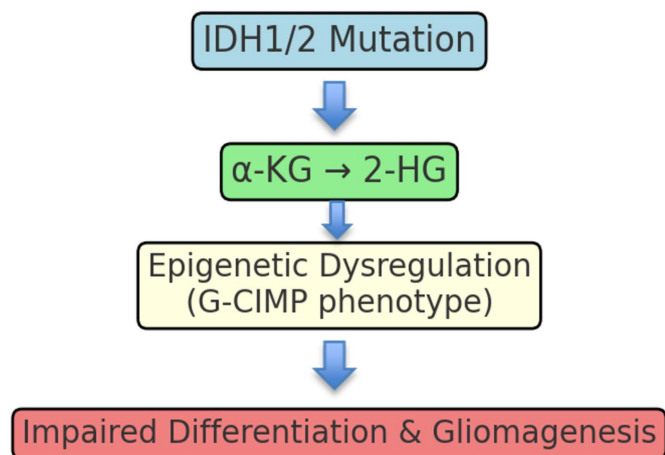 IDH1/2 Mutation
α-KG → 2-HG
Epigenetic Dysregulation
(G-CIMP phenotype)
Impaired Differentiation & Gliomagenesis